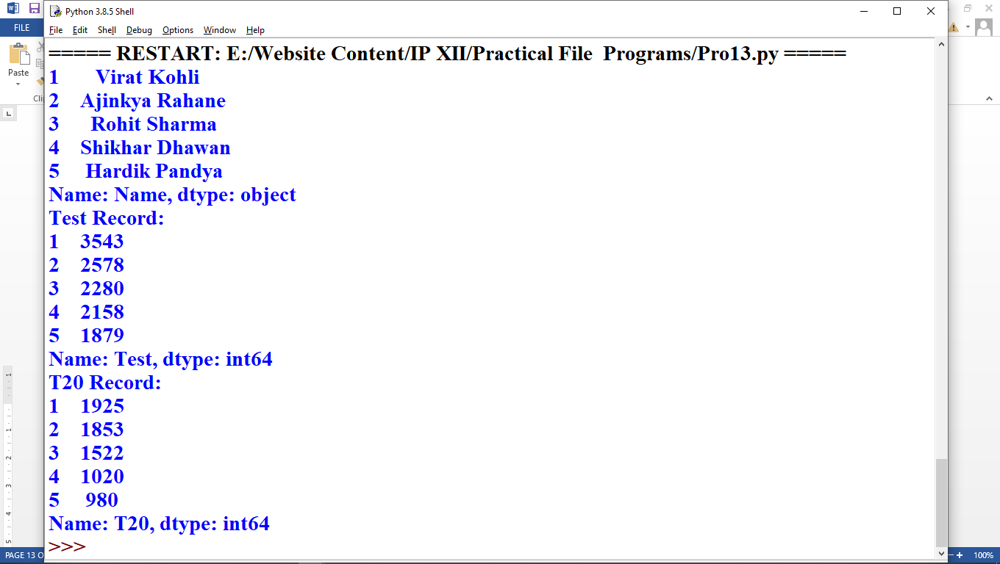 Python 3.8.5 Shell
FILE
File Edit Shell Debug Options Window Help
Paste
===== RESTART: E:/Website Content/IP XII/Practical File  Programs/Pro13.py =====
1       Virat Kohli
2    Ajinkya Rahane
3      Rohit Sharma
4    Shikhar Dhawan
5     Hardik Pandya
Name: Name, dtype: object
Test Record:
1    3543
2    2578
3    2280
4    2158
5    1879
Name: Test, dtype: int64
T20 Record:
1    1925
2    1853
3    1522
4    1020
5     980
Name: T20, dtype: int64
>>>
PAGE 13 O
100%